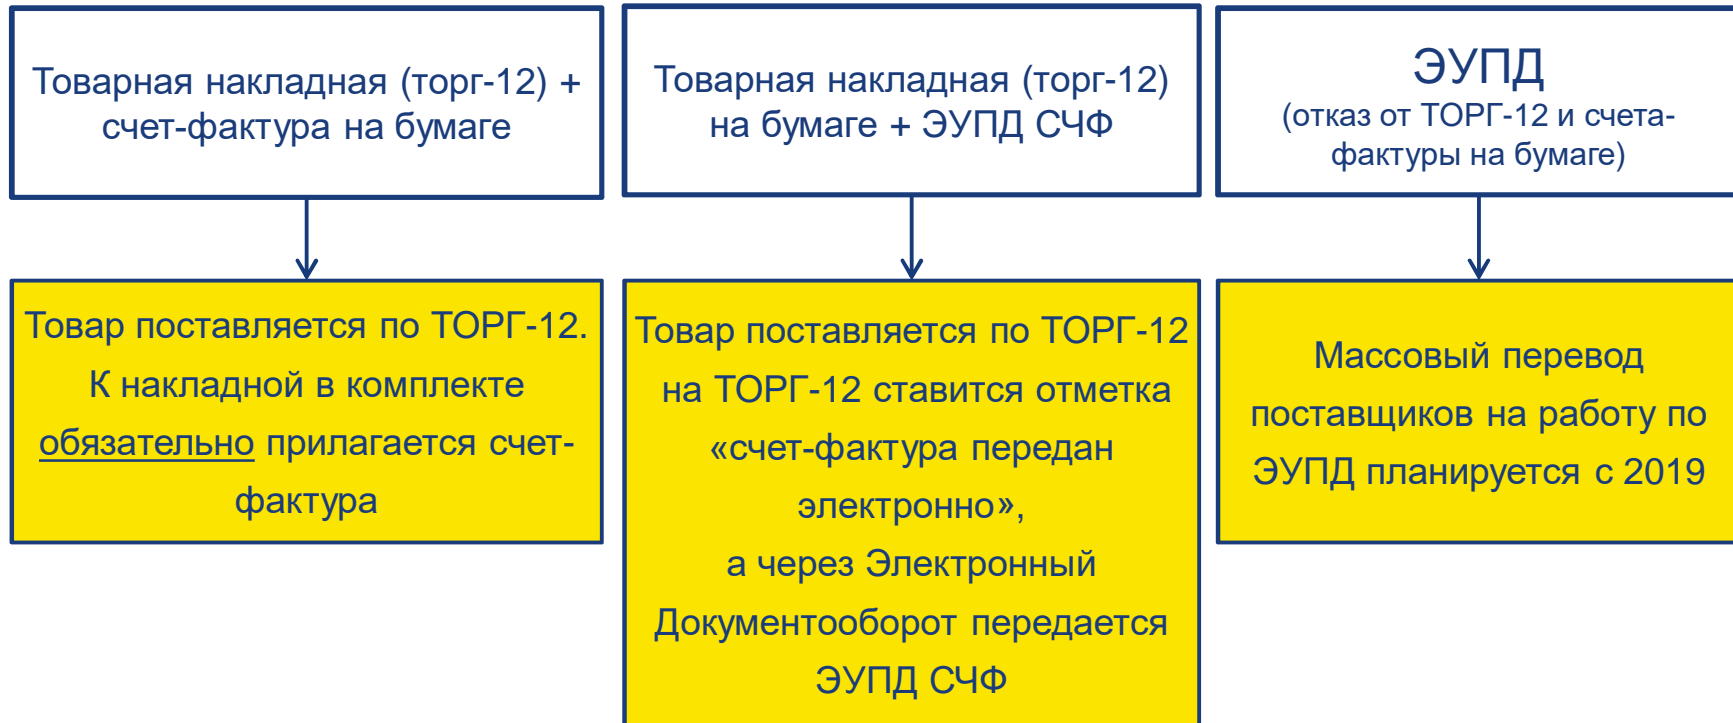 Товарная накладная (торг-12) +
счет-фактура на бумаге
Товар поставляется по ТОРГ-12.
К накладной в комплекте
обязательно прилагается счет-
фактура
Товарная накладная (торг-12)
на бумаге + ЭУПД СЧФ
Товар поставляется по ТОРГ-12
на ТОРГ-12 ставится отметка
«счет-фактура передан
электронно»,
а через Электронный
Документооборот передается
ЭУПД СЧФ
ЭУПД
(отказ от ТОРГ-12 и счета-
фактуры на бумаге)
Массовый перевод
поставщиков на работу по
ЭУПД планируется с 2019